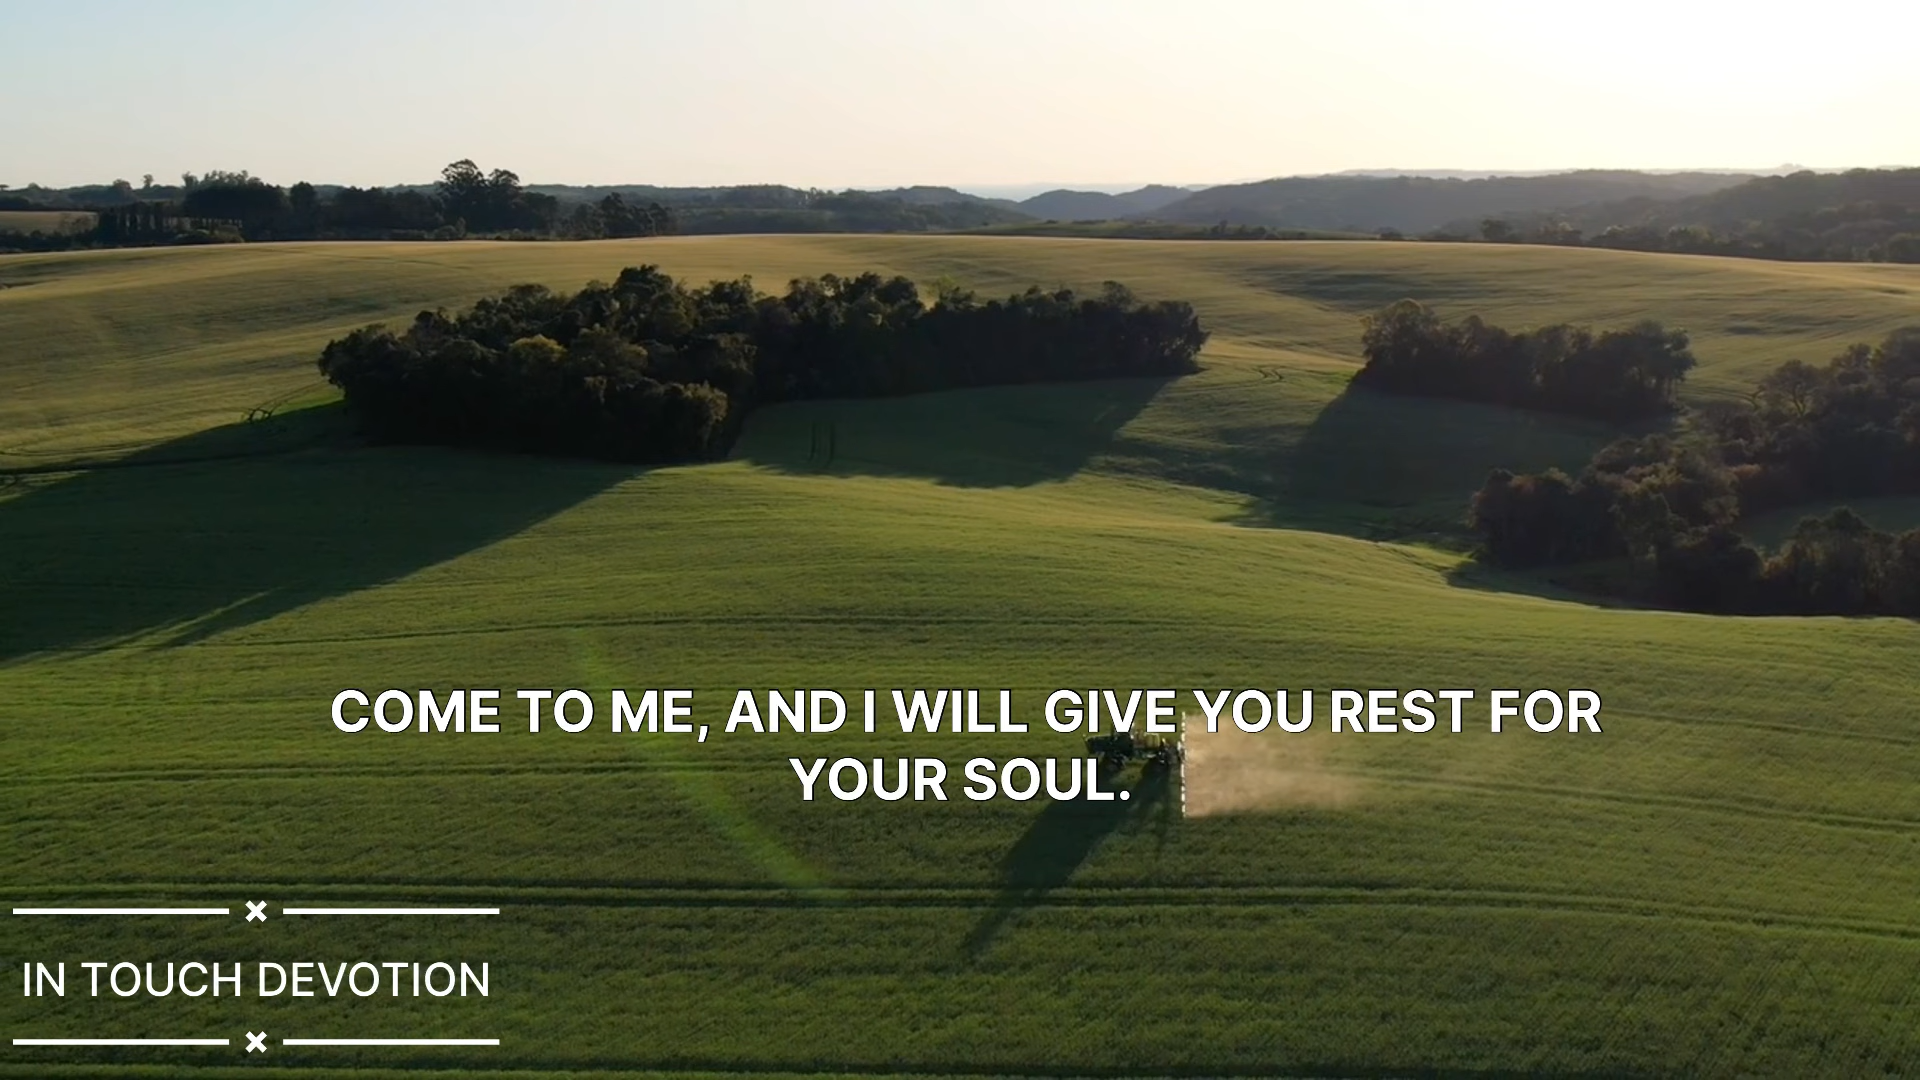 COME TO ME, AND I WILL GIVE YOU REST FOR
YOUR SOUL.
IN TOUCH DEVOTION